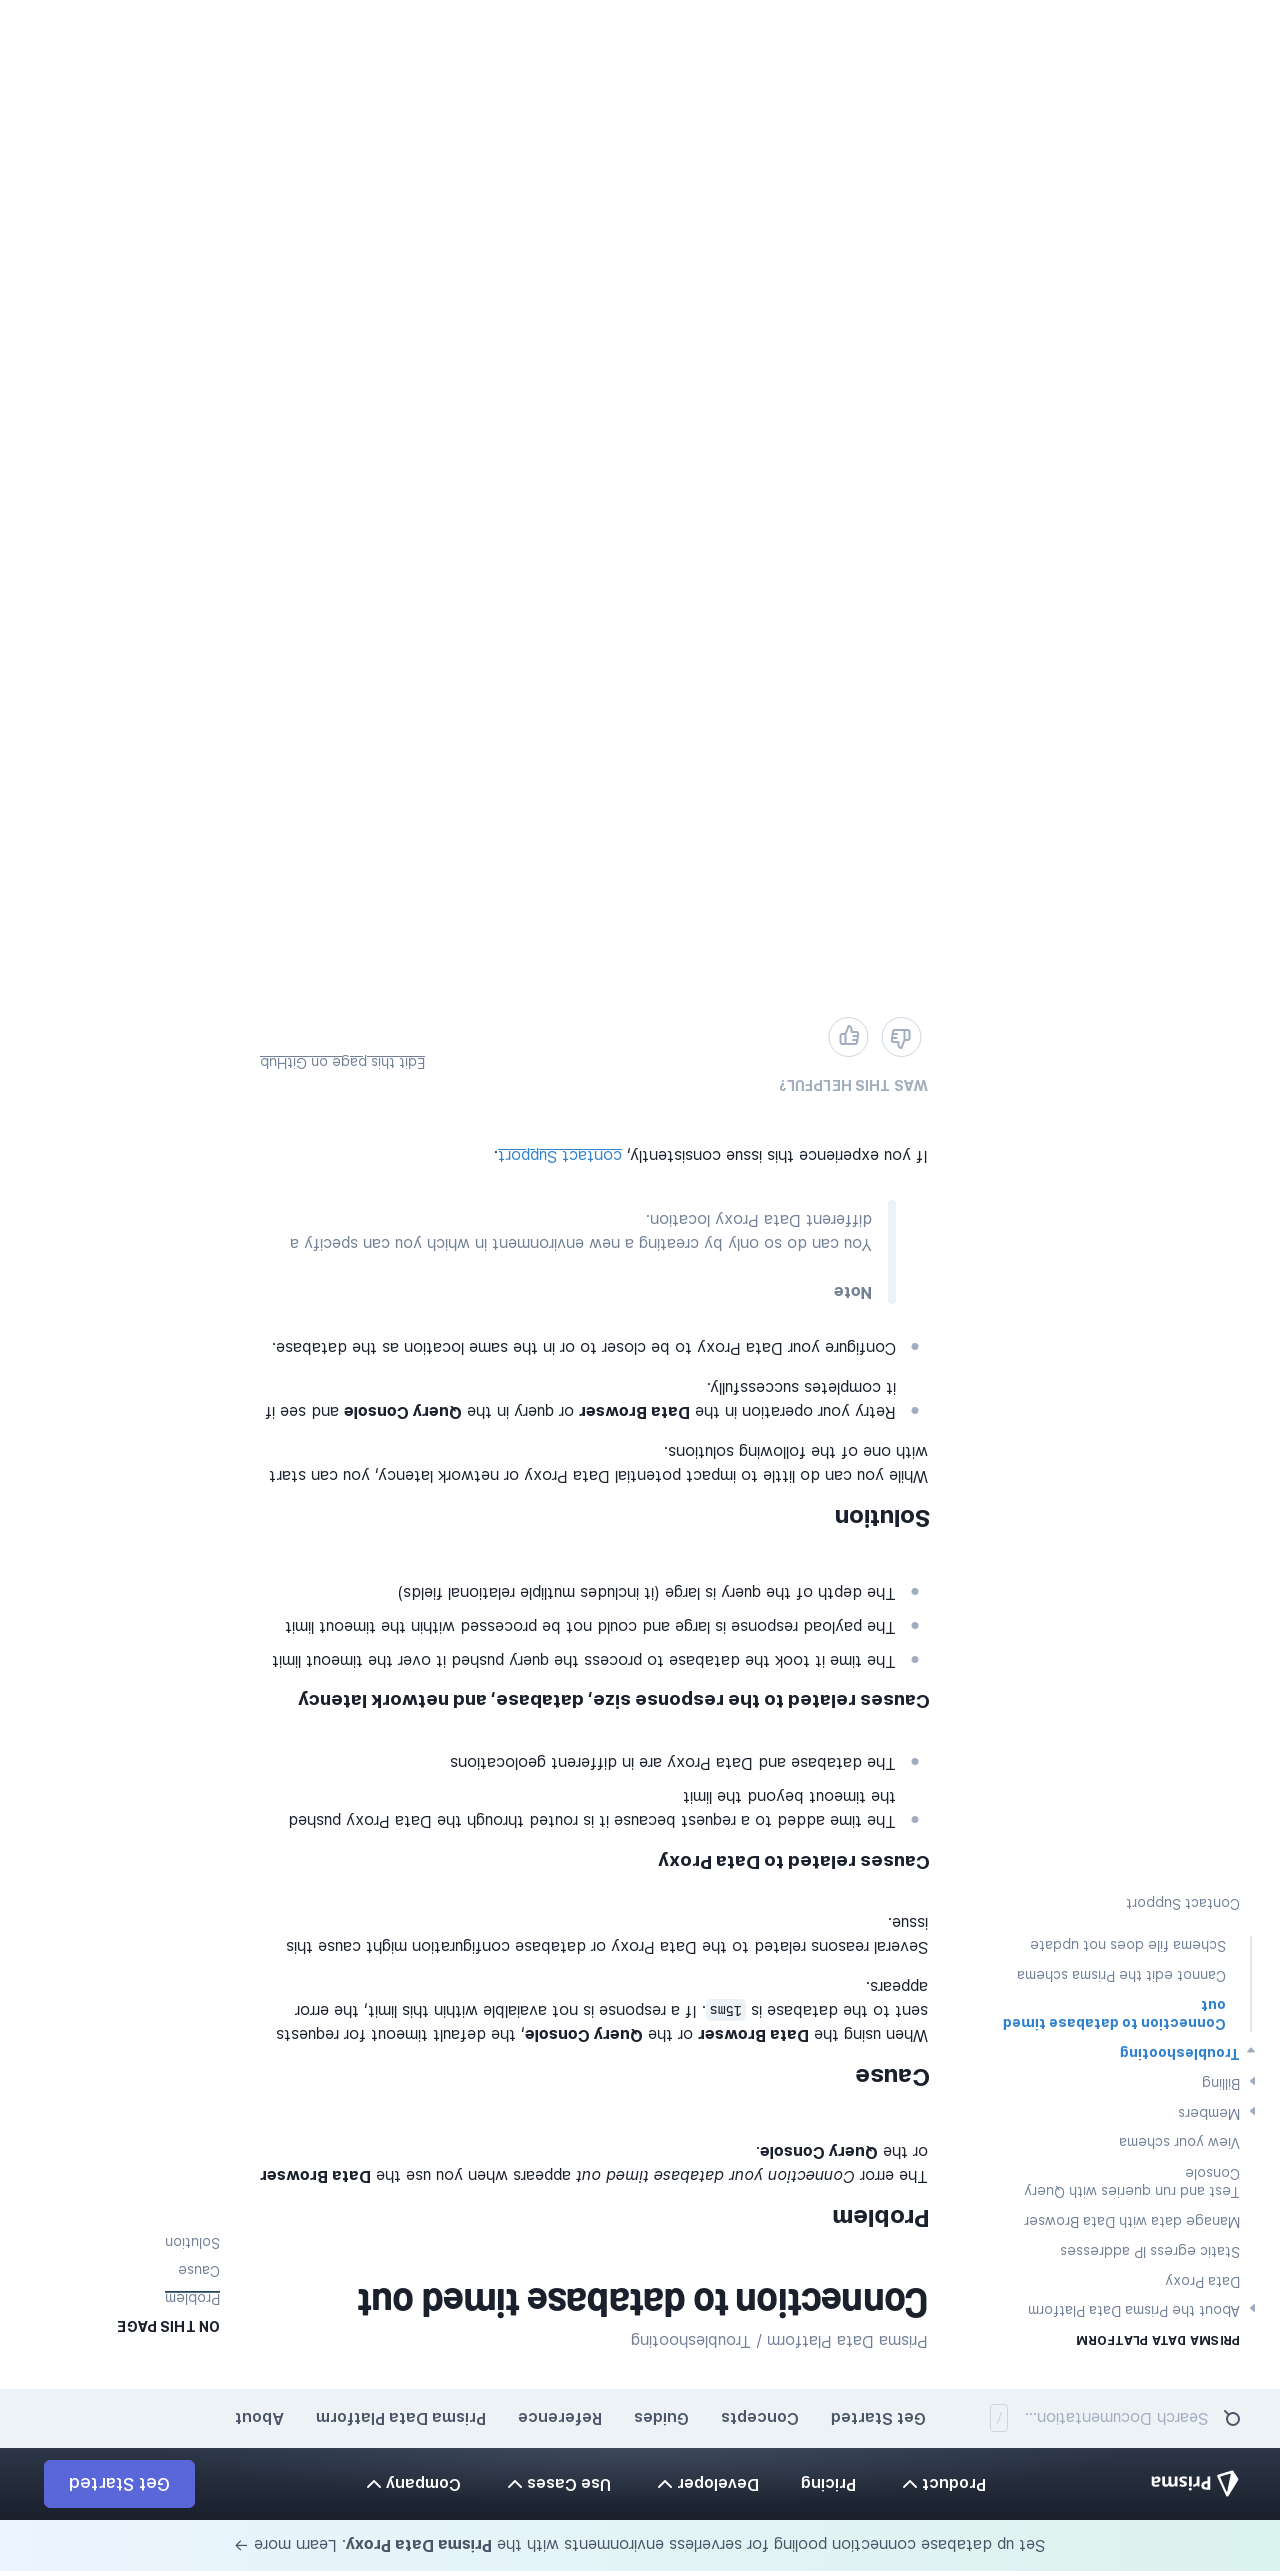 Set up database connection pooling for serverless environments with the Prisma Data Proxy. Learn more →
Prisma
Product
Pricing
Developer
Use Cases
Company
Get Started
Search Documentation...
/
Get Started
Concepts
Guides
Reference
Prisma Data Platform
About
PRISMA DATA PLATFORM
About the Prisma Data Platform
Data Proxy
Static egress IP addresses
Manage data with Data Browser
Test and run queries with Query
Console
View your schema
Members
Billing
Troubleshooting
Connection to database timed
out
Cannot edit the Prisma schema
Schema file does not update
Contact Support
Prisma Data Platform / Troubleshooting
Connection to database timed out
Problem
The error Connection your database timed out appears when you use the Data Browser
or the Query Console.
Cause
When using the Data Browser or the Query Console, the default timeout for requests
sent to the database is 15ms. If a response is not avaialble within this limit, the error
appears.
Several reasons related to the Data Proxy or database configuration might cause this
issue.
Causes related to Data Proxy
The time added to a request because it is routed through the Data Proxy pushed
the timeout beyond the limit
The database and Data Proxy are in different geolocations
Causes related to the response size, database, and network latency
The time it took the database to process the query pushed it over the timeout limit
The payload response is large and could not be processed within the timeout limit
The depth of the query is large (it includes mutliple relational fields)
Solution
While you can do little to impact potential Data Proxy or network latency, you can start
with one of the following solutions.
Retry your operation in the Data Browser or query in the Query Console and see if
it completes successfully.
Configure your Data Proxy to be closer to or in the same location as the database.
Note
You can do so only by creating a new environment in which you can specify a
different Data Proxy location.
If you experience this issue consistently, contact Support.
WAS THIS HELPFUL?
Edit this page on GitHub
ON THIS PAGE
Problem
Cause
Solution